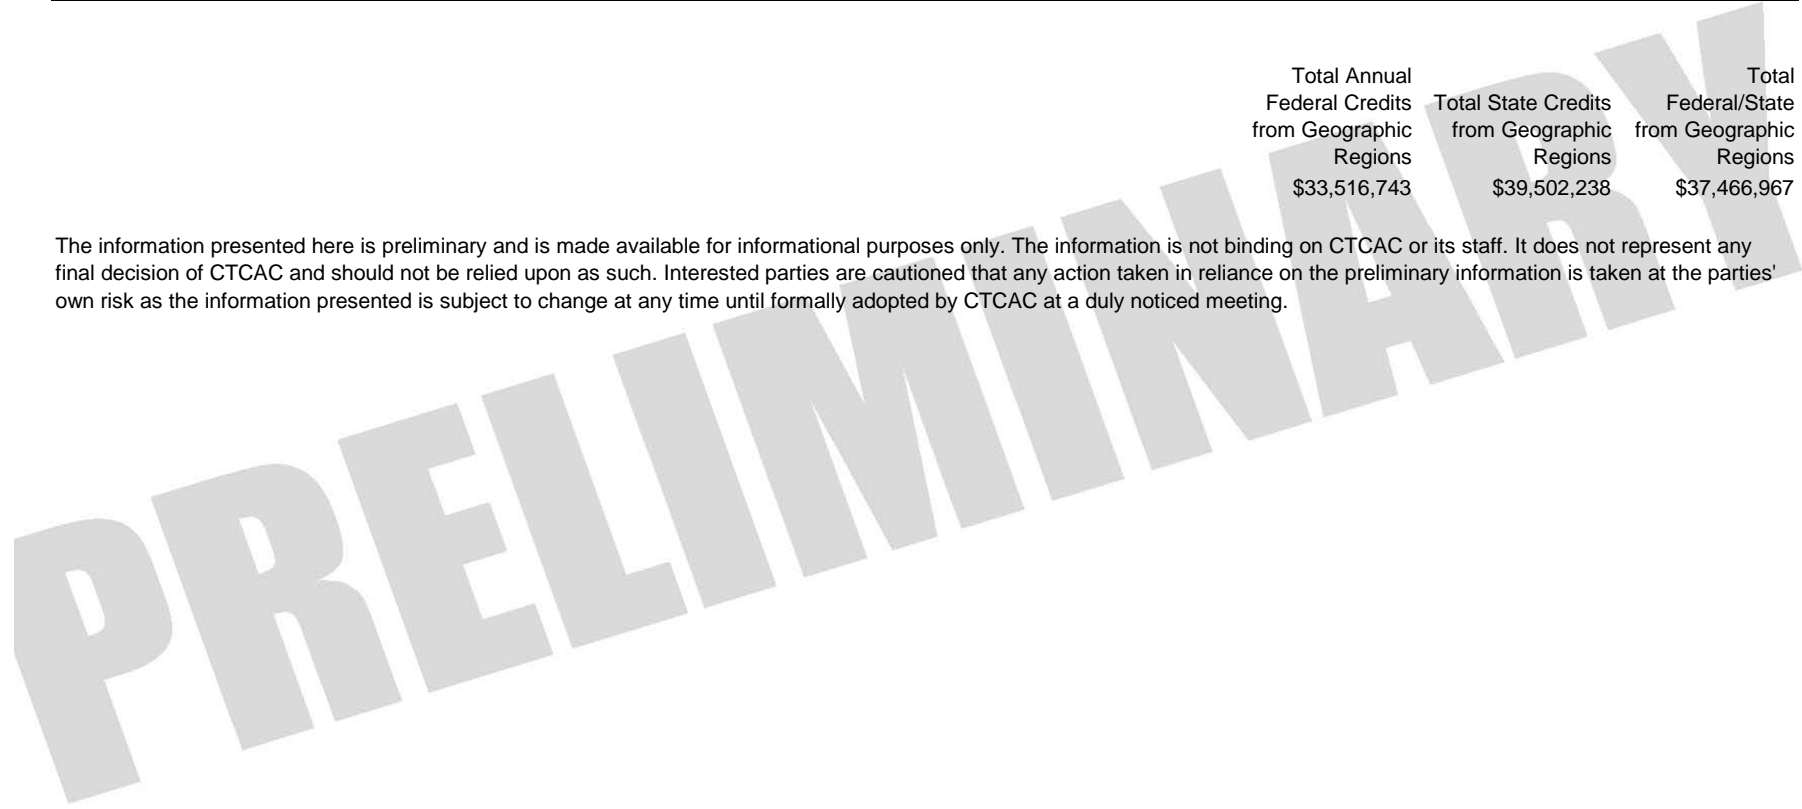 Total Annual Total
Federal Credits Total State Credits Federal/State
from Geographic from Geographic from Geographic
Regions Regions Regions
$33,516,743 $39,502,238 $37,466,967
The information presented here is preliminary and is made available for informational purposes only. The information is not binding on CTCAC or its staff. It does not represent any
final decision of CTCAC and should not be relied upon as such. Interested parties are cautioned that any action taken in reliance on the preliminary information is taken at the parties'
own risk as the information presented is subject to change at any time until formally adopted by CTCAC at a duly noticed meeting.
PRELIMINARY